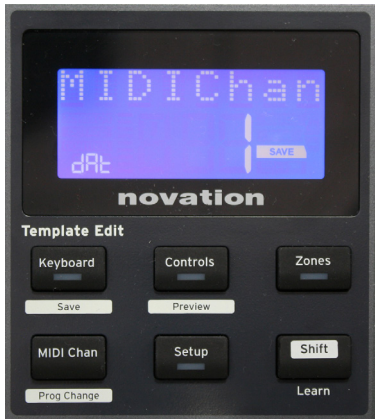 MIDIChan
1
dAt SAVE
novation
Template Edit
Keyboard Controls Zones
Save Preview
MIDI Chan Setup Shift
Prog Change Learn